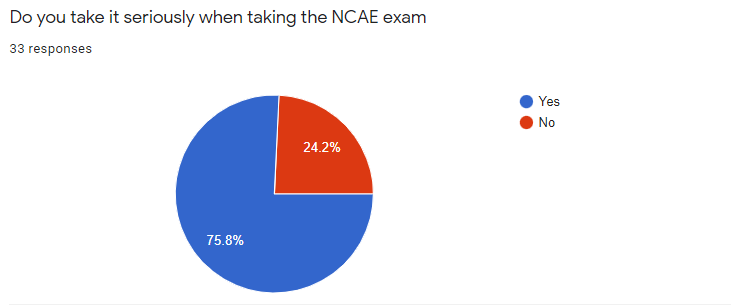 Do you take it seriously when taking the NCAE exam
33 responses
Yes
No
24.2%
75.8%